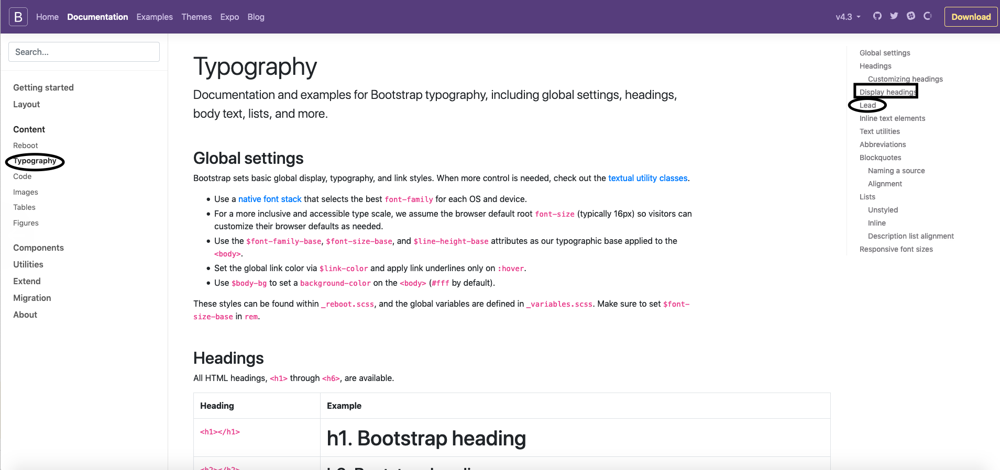 B Home Documentation Examples Themes Expo Blog v4.3 Download
Search...
Getting started
Layout
Content
Reboot
Typography
Code
Images
Tables
Figures
Components
Utilities
Extend
Migration
About
Typography
Documentation and examples for Bootstrap typography, including global settings, headings,
body text, lists, and more.
Global settings
Bootstrap sets basic global display, typography, and link styles. When more control is needed, check out the textual utility classes.
• Use a native font stack that selects the best font-family for each OS and device.
• For a more inclusive and accessible type scale, we assume the browser default root font-size (typically 16px) so visitors can
customize their browser defaults as needed.
• Use the $font-family-base, $font-size-base, and $line-height-base attributes as our typographic base applied to the
<body>.
• Set the global link color via $link-color and apply link underlines only on :hover.
• Use $body-bg to set a background-color on the <body> (#fff by default).
These styles can be found within _reboot.scss, and the global variables are defined in _variables.scss. Make sure to set $font-
size-base in rem.
Headings
All HTML headings, <h1> through <h6>, are available.
Heading Example
<h1></h1> h1. Bootstrap heading
<h2></h2> h2. Bootstrap heading
Global settings
Headings
Customizing headings
Display headings
Lead
Inline text elements
Text utilities
Abbreviations
Blockquotes
Naming a source
Alignment
Lists
Unstyled
Inline
Description list alignment
Responsive font sizes